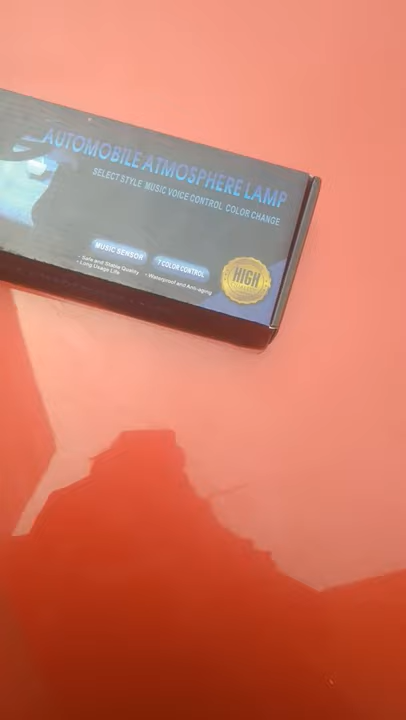 AUTOMOBILE ATMOSPHERE LAMP
SELECT STYLE MUSIC VOICE CONTROL COLOR CHANGE
MUSIC SENSOR
7 COLOR CONTROL
• Safe and Stable Quality
• Long Usage Life
• Waterproof and Anti-aging
HIGH